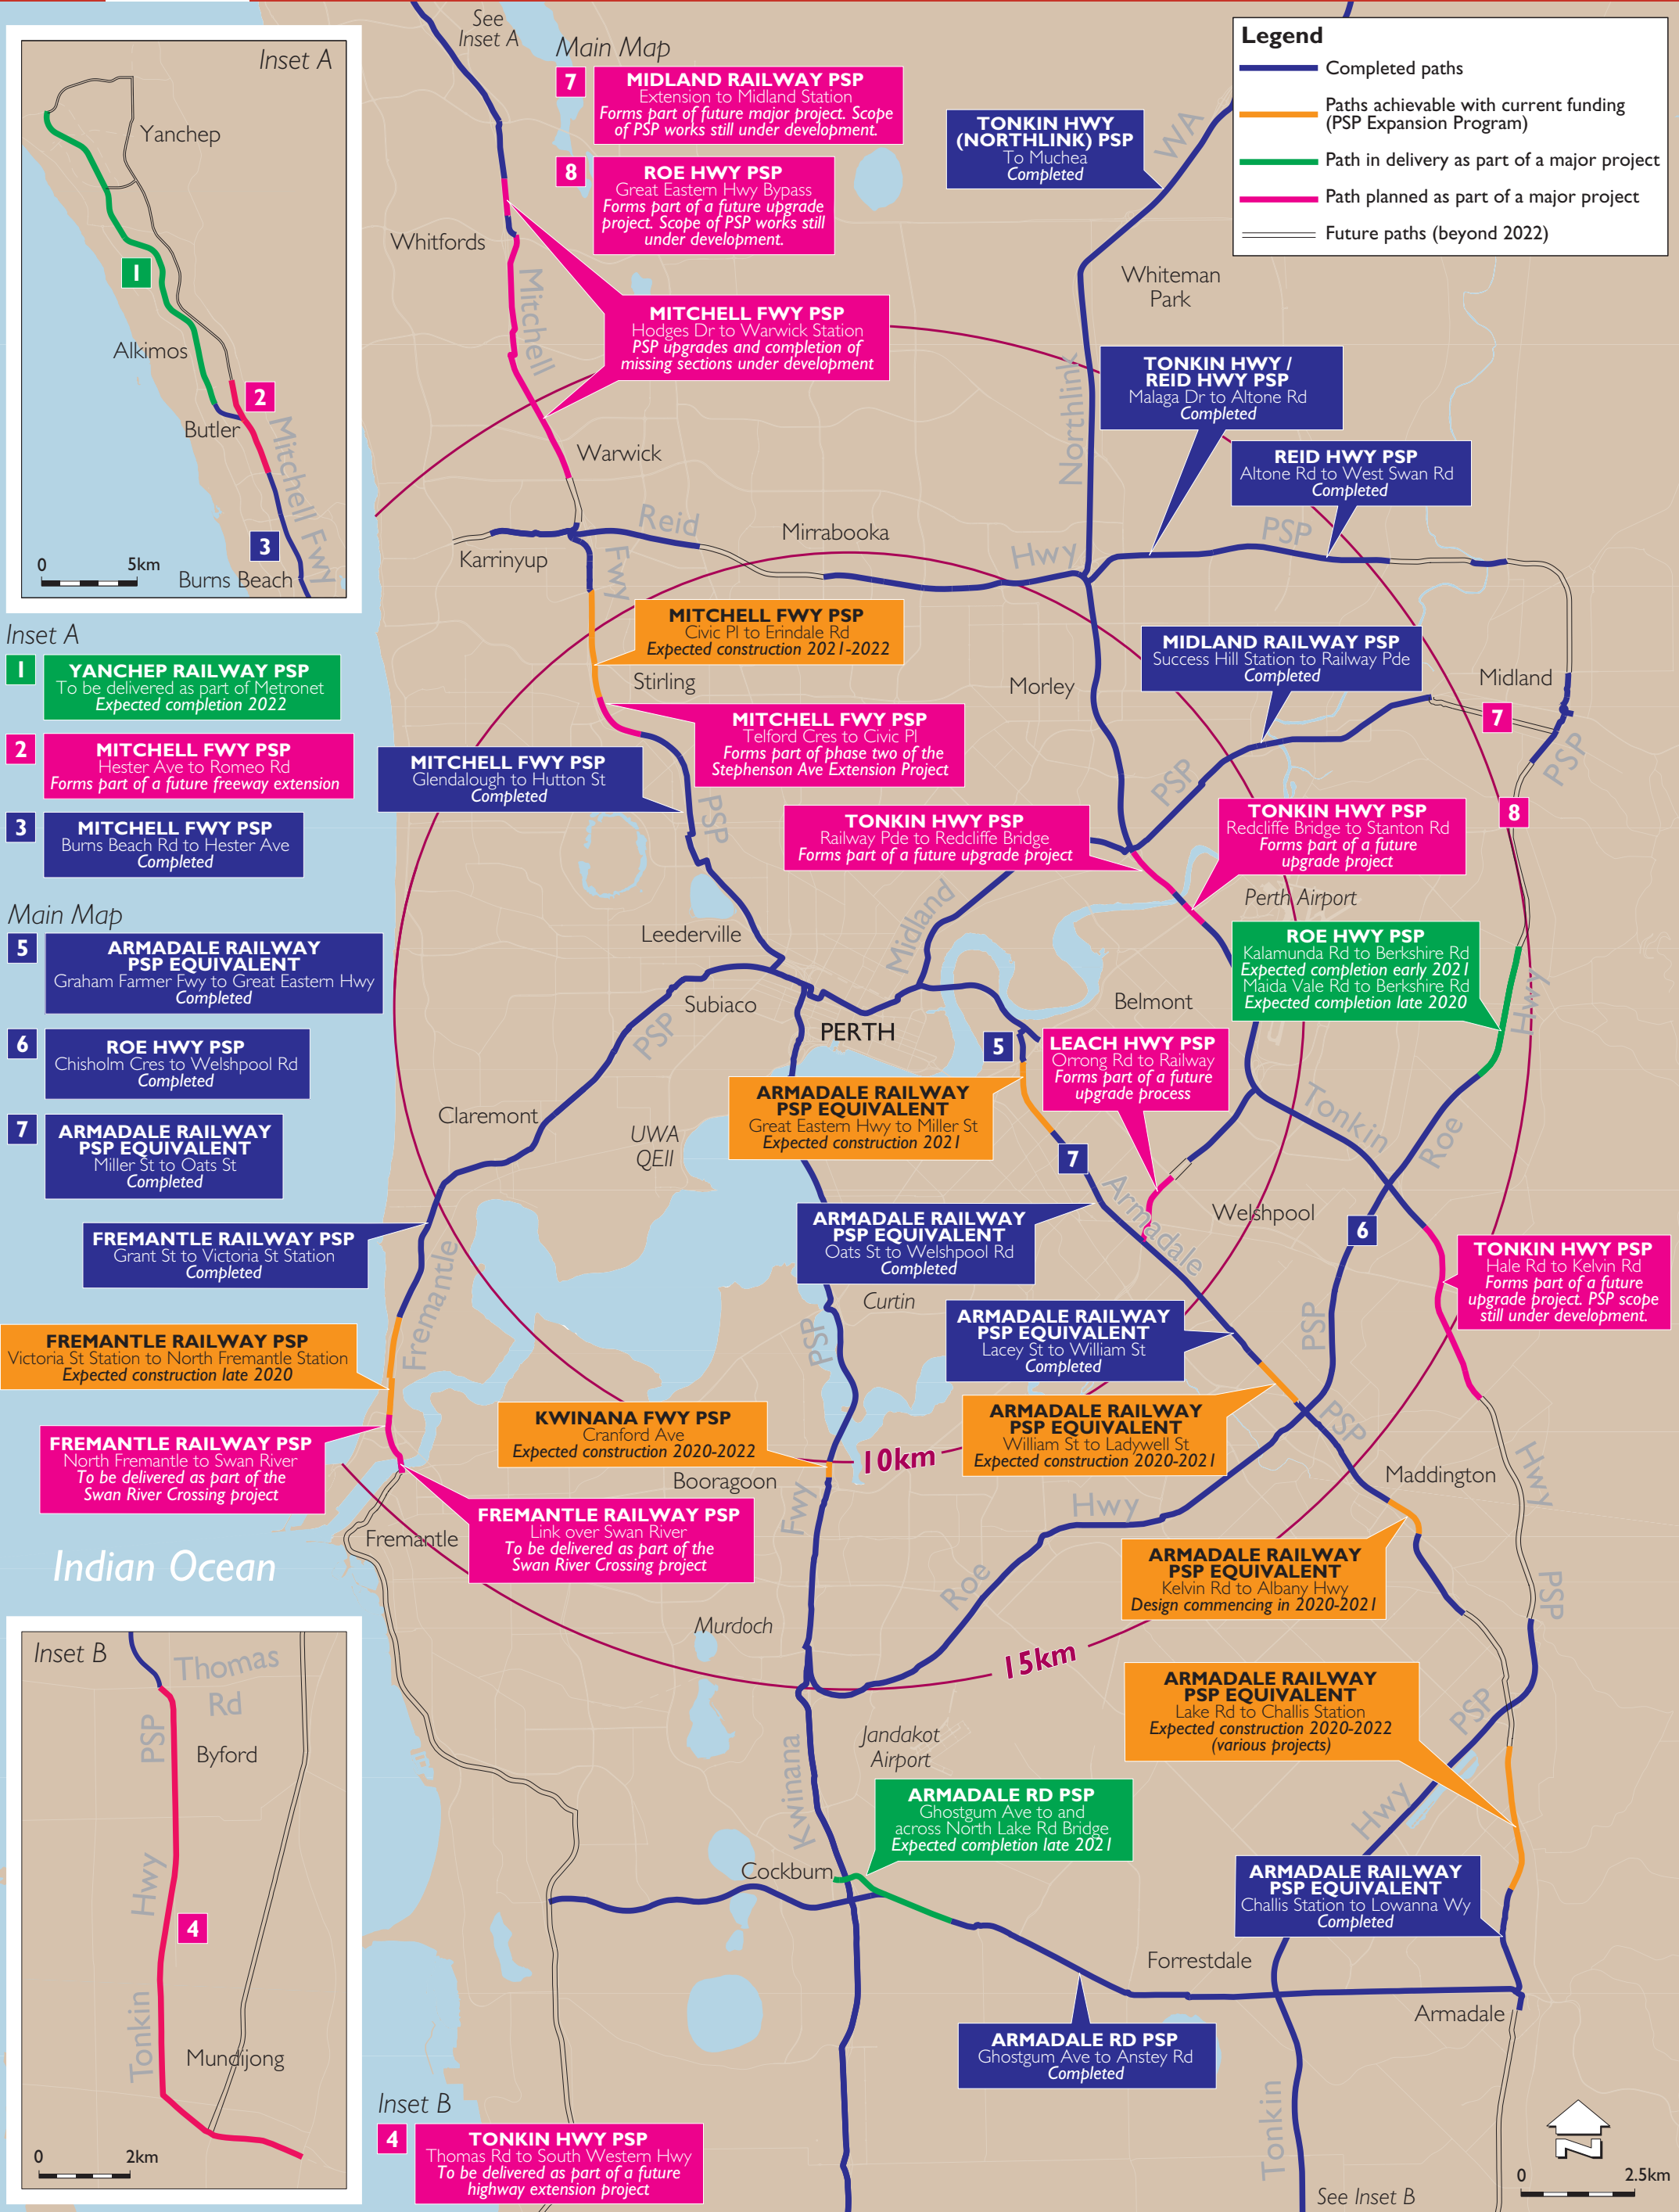 Inset A
Yanchep
1
Alkimos
2
Butler
Mitchell Fwy
3
0 5km
Burns Beach
Inset A
1
YANCHEP RAILWAY PSP
To be delivered as part of Metronet
Expected completion 2022
2
MITCHELL FWY PSP
Hester Ave to Romeo Rd
Forms part of a future freeway extension
3
MITCHELL FWY PSP
Burns Beach Rd to Hester Ave
Completed
Main Map
5
ARMADALE RAILWAY
PSP EQUIVALENT
Graham Farmer Fwy to Great Eastern Hwy
Completed
6
ROE HWY PSP
Chisholm Cres to Welshpool Rd
Completed
7
ARMADALE RAILWAY
PSP EQUIVALENT
Miller St to Oats St
Completed
See
Inset A
Main Map
7
MIDLAND RAILWAY PSP
Extension to Midland Station
Forms part of future major project. Scope
of PSP works still under development.
8
ROE HWY PSP
Great Eastern Hwy Bypass
Forms part of a future upgrade
project. Scope of PSP works still
under development.
TONKIN HWY
(NORTHLINK) PSP
To Muchea
Completed
WA
Legend
Completed paths
Paths achievable with current funding
(PSP Expansion Program)
Path in delivery as part of a major project
Path planned as part of a major project
Future paths (beyond 2022)
Whitfords
Mitchell
Whiteman
Park
MITCHELL FWY PSP
Hodges Dr to Warwick Station
PSP upgrades and completion of
missing sections under development
Northlink
TONKIN HWY /
REID HWY PSP
Malaga Dr to Altone Rd
Completed
REID HWY PSP
Altone Rd to West Swan Rd
Completed
Warwick
Reid
Mirrabooka
Hwy
PSP
Karrinyup
Fwy
MITCHELL FWY PSP
Civic Pl to Erindale Rd
Expected construction 2021-2022
Stirling
MIDLAND RAILWAY PSP
Success Hill Station to Railway Pde
Completed
Morley
Midland
7
PSP
MITCHELL FWY PSP
Telford Cres to Civic Pl
Forms part of phase two of the
Stephenson Ave Extension Project
MITCHELL FWY PSP
Glendalough to Hutton St
Completed
PSP
PSP
8
TONKIN HWY PSP
Railway Pde to Redcliffe Bridge
Forms part of a future upgrade project
TONKIN HWY PSP
Redcliffe Bridge to Stanton Rd
Forms part of a future
upgrade project
Perth Airport
Midland
Leederville
ROE HWY PSP
Kalamunda Rd to Berkshire Rd
Expected completion early 2021
Maida Vale Rd to Berkshire Rd
Expected completion late 2020
Hwy
Subiaco
PSP
PERTH
Belmont
5
LEACH HWY PSP
Orrong Rd to Railway
Forms part of a future
upgrade process
ARMADALE RAILWAY
PSP EQUIVALENT
Great Eastern Hwy to Miller St
Expected construction 2021
Claremont
UWA
QEII
Tonkin
Roe
7
Armadale
Welshpool
6
FREMANTLE RAILWAY PSP
Grant St to Victoria St Station
Completed
ARMADALE RAILWAY
PSP EQUIVALENT
Oats St to Welshpool Rd
Completed
TONKIN HWY PSP
Hale Rd to Kelvin Rd
Forms part of a future
upgrade project. PSP scope
still under development.
Fremantle
Curtin
PSP
PSP
ARMADALE RAILWAY
PSP EQUIVALENT
Lacey St to William St
Completed
FREMANTLE RAILWAY PSP
Victoria St Station to North Fremantle Station
Expected construction late 2020
KWINANA FWY PSP
Cranford Ave
Expected construction 2020-2022
ARMADALE RAILWAY
PSP EQUIVALENT
William St to Ladywell St
Expected construction 2020-2021
PSP
FREMANTLE RAILWAY PSP
North Fremantle to Swan River
To be delivered as part of the
Swan River Crossing project
10km
Booragoon
Maddington
Hwy
Fwy
Hwy
FREMANTLE RAILWAY PSP
Link over Swan River
To be delivered as part of the
Swan River Crossing project
Fremantle
Indian Ocean
ARMADALE RAILWAY
PSP EQUIVALENT
Kelvin Rd to Albany Hwy
Design commencing in 2020-2021
Roe
PSP
Murdoch
15km
ARMADALE RAILWAY
PSP EQUIVALENT
Lake Rd to Challis Station
Expected construction 2020-2022
(various projects)
PSP
Hwy
Jandakot
Airport
Kwinana
ARMADALE RD PSP
Ghostgum Ave to and
across North Lake Rd Bridge
Expected completion late 2021
Cockburn
ARMADALE RAILWAY
PSP EQUIVALENT
Challis Station to Lowanna Wy
Completed
Forrestdale
Armadale
ARMADALE RD PSP
Ghostgum Ave to Anstey Rd
Completed
Tonkin
See Inset B
N
0 2.5km
Inset B
Thomas
Rd
PSP
Byford
Hwy
4
Tonkin
Mundijong
0 2km
Inset B
4
TONKIN HWY PSP
Thomas Rd to South Western Hwy
To be delivered as part of a future
highway extension project